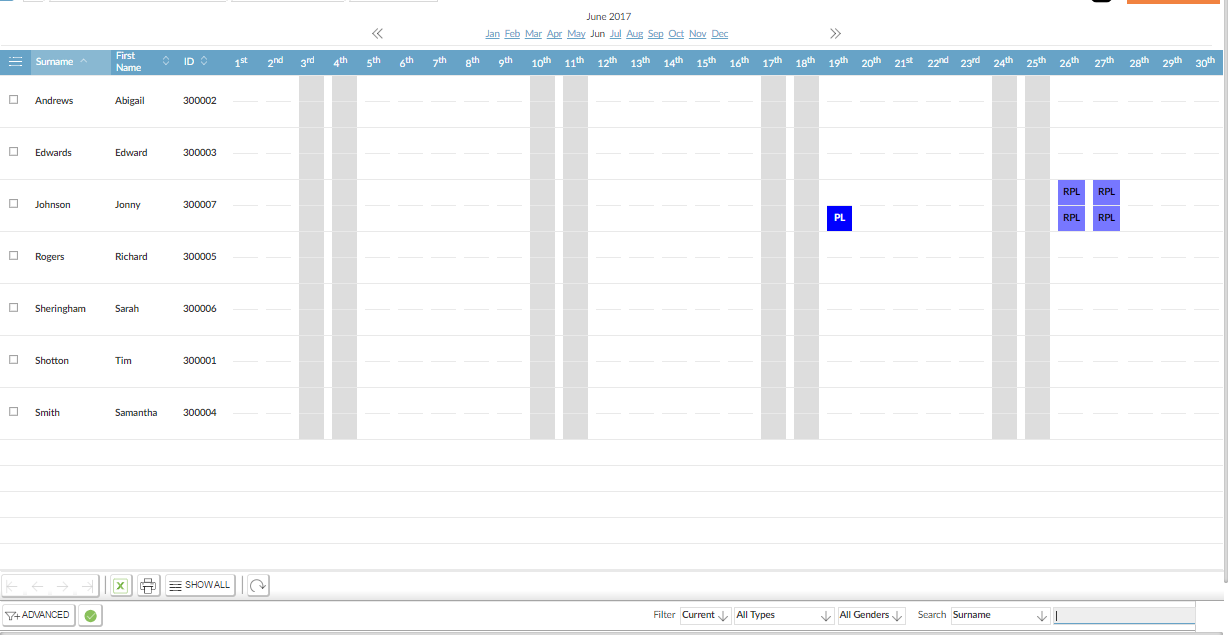 June 2017
Jan Feb Mar Apr May Jun Jul Aug Sep Oct Nov Dec
Surname First Name ID 1st 2nd 3rd 4th 5th 6th 7th 8th 9th 10th 11th 12th 13th 14th 15th 16th 17th 18th 19th 20th 21st 22nd 23rd 24th 25th 26th 27th 28th 29th 30th
Andrews Abigail 300002
Edwards Edward 300003
RPL RPL
Johnson Jonny 300007
PL RPL RPL
Rogers Richard 300005
Sheringham Sarah 300006
Shotton Tim 300001
Smith Samantha 300004
SHOW ALL
ADVANCED Filter Current All Types All Genders Search Surname